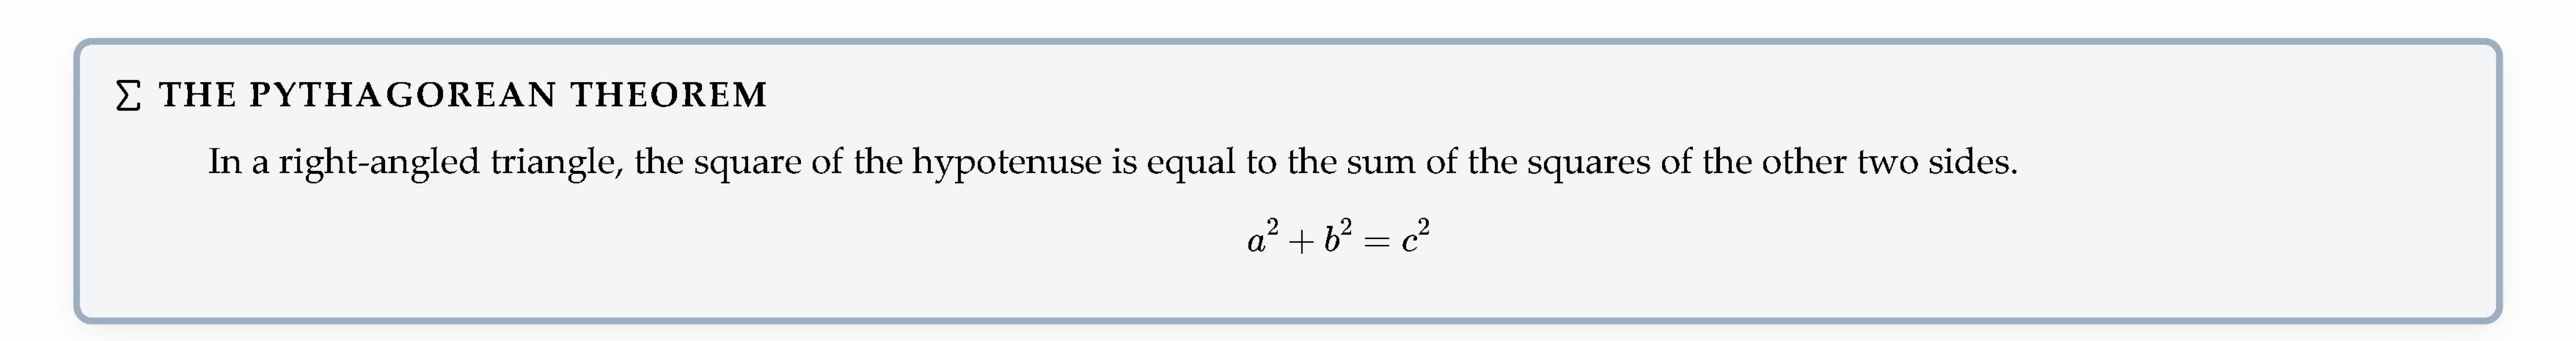 ∑ THE PYTHAGOREAN THEOREM
In a right-angled triangle, the square of the hypotenuse is equal to the sum of the squares of the other two sides.
a² + b² = c²